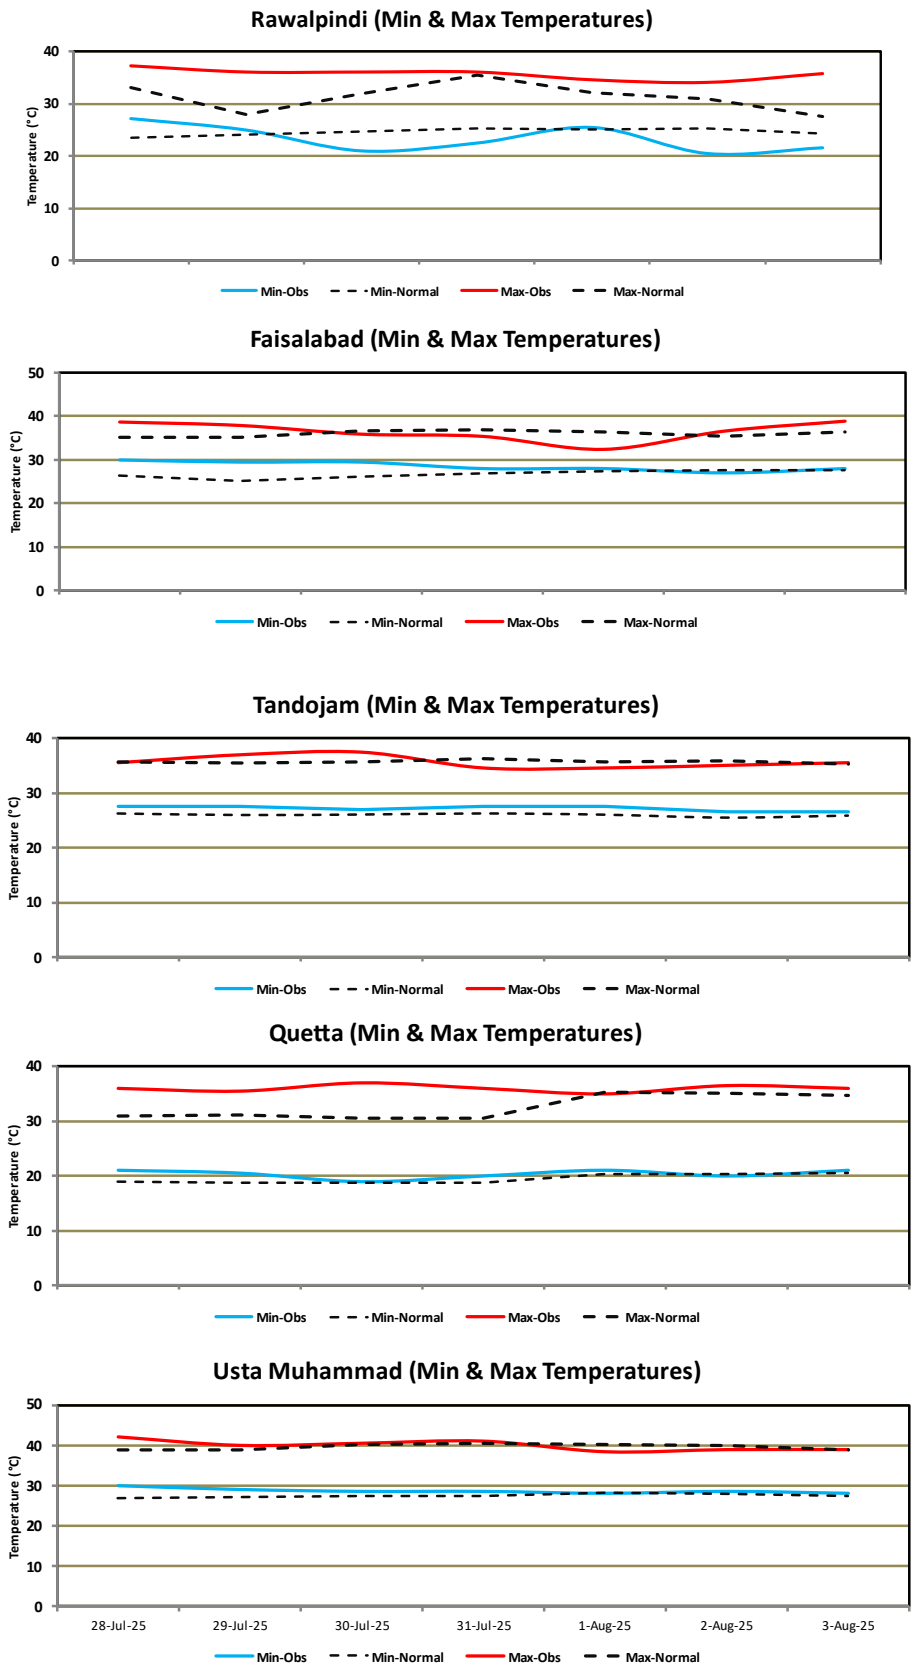 Rawalpindi (Min & Max Temperatures)
40
30
20
10
0
Temperature (°C)
Min-Obs Min-Normal Max-Obs Max-Normal
Faisalabad (Min & Max Temperatures)
50
40
30
20
10
0
Temperature (°C)
Min-Obs Min-Normal Max-Obs Max-Normal
Tandojam (Min & Max Temperatures)
40
30
20
10
0
Temperature (°C)
Min-Obs Min-Normal Max-Obs Max-Normal
Quetta (Min & Max Temperatures)
40
30
20
10
0
Temperature (°C)
Min-Obs Min-Normal Max-Obs Max-Normal
Usta Muhammad (Min & Max Temperatures)
50
40
30
20
10
0
Temperature (°C)
28-Jul-25 29-Jul-25 30-Jul-25 31-Jul-25 1-Aug-25 2-Aug-25 3-Aug-25
Min-Obs Min-Normal Max-Obs Max-Normal